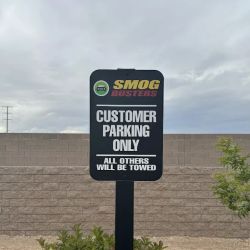 SMOG
BUSTERS
CUSTOMER
PARKING
ONLY
ALL OTHERS
WILL BE TOWED